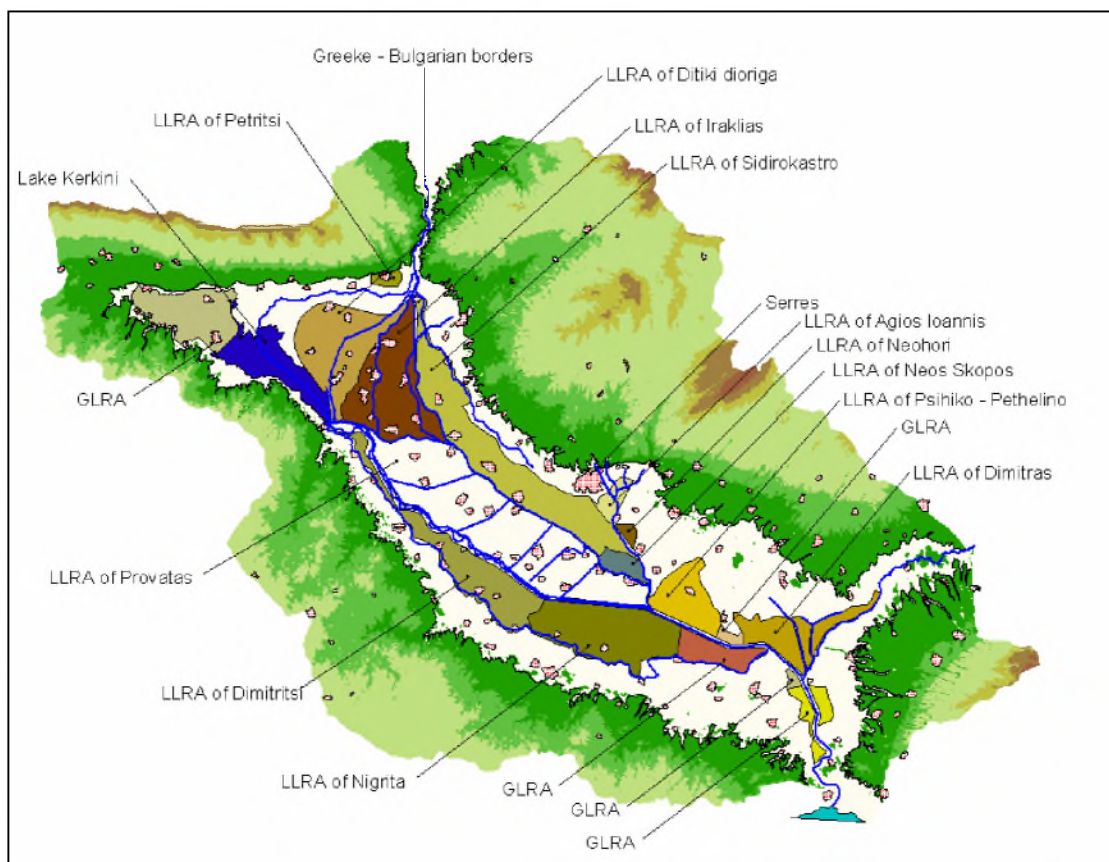 Greeke - Bulgarian borders
LLRA of Ditiki dioriga
LLRA of Petritsi
LLRA of Iraklias
LLRA of Sidirokastro
Lake Kerkini
Serres
LLRA of Agios Ioannis
LLRA of Neohori
LLRA of Neos Skopos
LLRA of Psihiko - Pethelino
GLRA
GLRA
LLRA of Dimitras
LLRA of Provatas
LLRA of Dimitritsi
LLRA of Nigrita
GLRA
GLRA
GLRA